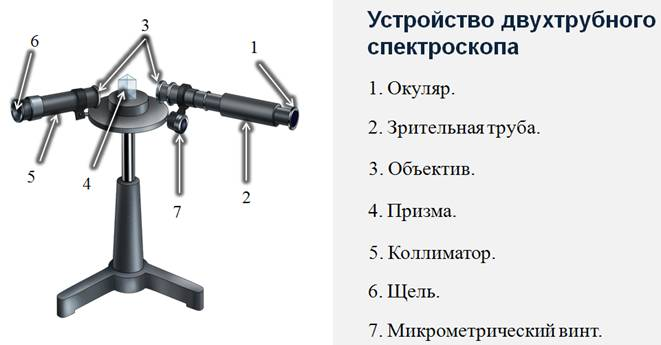 6
3
1
5
4
7
2
Устройство двухтрубного
спектроскопа
1. Окуляр.
2. Зрительная труба.
3. Объектив.
4. Призма.
5. Коллиматор.
6. Щель.
7. Микрометрический винт.